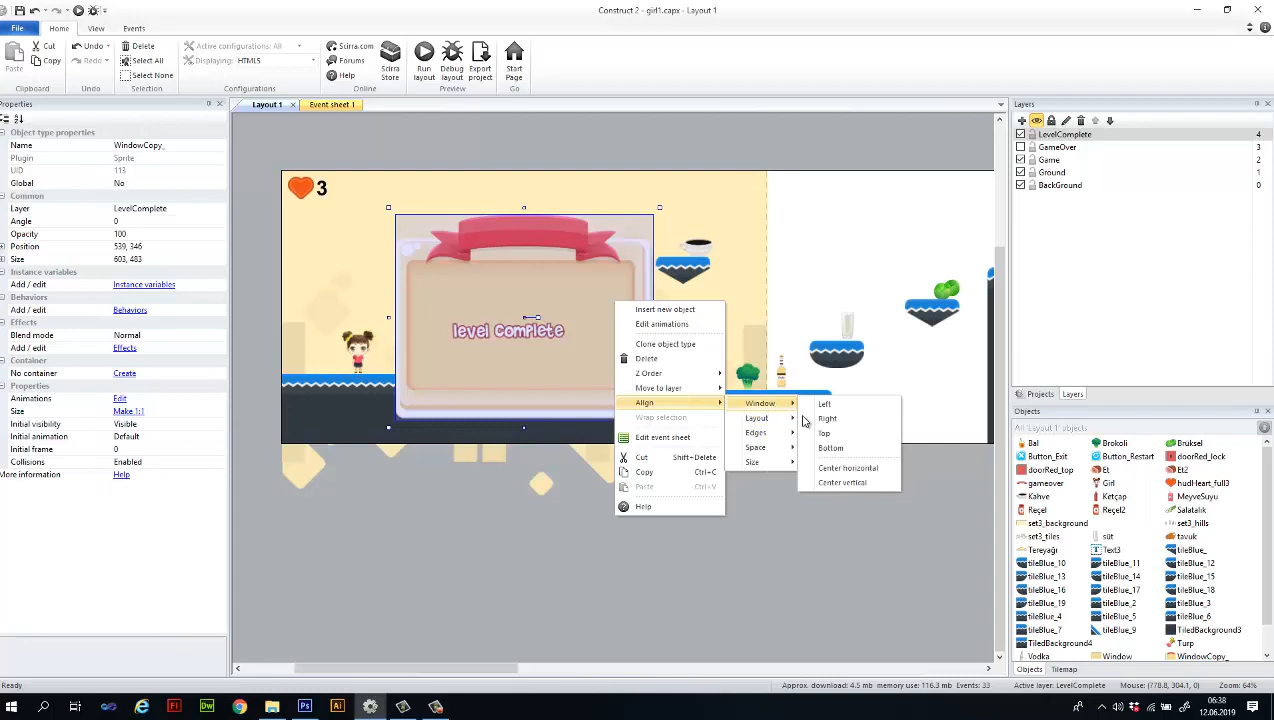 Construct 2 - girl1.capx - Layout 1
File
Home
View
Events
Paste
Cut
Copy
Clipboard
Undo
Redo
Undo
Delete
Select All
Select None
Selection
Active configurations: All
Displaying: HTML5
Configurations
Scirra.com
Forums
Help
Online
Scirra Store
Run layout
Debug layout
Export project
Preview
Start Page
Go
Properties
Object type properties
Name WindowCopy_
Plugin Sprite
UID 113
Global No
Common
Layer LevelComplete
Angle 0
Opacity 100
Position 539, 346
Size 603, 483
Instance variables
Add / edit Instance variables
Behaviors
Add / edit Behaviors
Effects
Blend mode Normal
Add / edit Effects
Container
No container Create
Properties
Animations Edit
Size Make 1:1
Initial visibility Visible
Initial animation Default
Initial frame 0
Collisions Enabled
More information Help
Layout 1
Event sheet 1
3
level Complete
Insert new object
Edit animations
Clone object type
Delete
Z Order
Move to layer
Align
Wrap selection
Edit event sheet
Cut Shift+Delete
Copy Ctrl+C
Paste Ctrl+V
Help
Window
Layout
Edges
Space
Size
Left
Right
Top
Bottom
Center horizontal
Center vertical
Layers
LevelComplete 4
GameOver 3
Game 2
Ground 1
BackGround 0
Projects
Layers
Objects
All 'Layout 1' objects
Bal Brokoli Brüksel
Button_Exit Button_Restart doorRed_lock
doorRed_top Et Et2
gameover Girl hudHeart_full3
Kahve Ketçap MeyveSuyu
Reçel Reçel2 Salatalık
set3_background set3_hills
set3_tiles süt tavuk
Tereyağı Text3 tileBlue_
tileBlue_10 tileBlue_11 tileBlue_12
tileBlue_13 tileBlue_14 tileBlue_15
tileBlue_16 tileBlue_17 tileBlue_18
tileBlue_19 tileBlue_2 tileBlue_3
tileBlue_4 tileBlue_5 tileBlue_6
tileBlue_7 tileBlue_9 TiledBackground3
TiledBackground4 Turp
Vodka Window WindowCopy_
Objects
Tilemap
Ready
Approx. download: 4.5 mb
memory use: 116.3 mb
Events: 33
Active layer: LevelComplete
Mouse: (778.8, 304.1, 0)
Zoom: 64%
Fl
Dw
Ps
Ai
06:38
12.06.2019